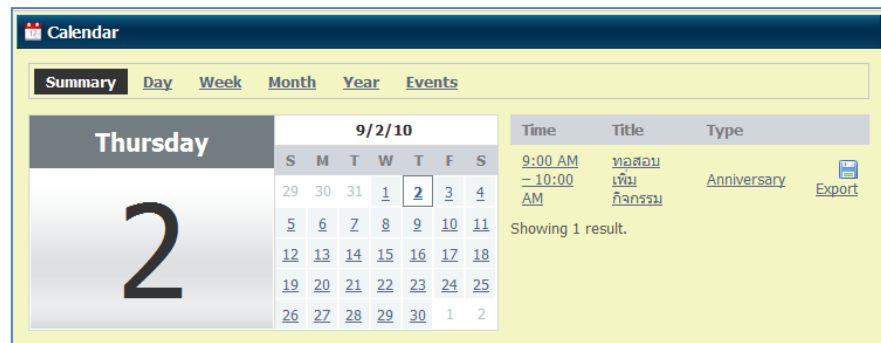 Calendar
Summary Day Week Month Year Events
Thursday
2
9/2/10
S M T W T F S
29 30 31 1 2 3 4
5 6 7 8 9 10 11
12 13 14 15 16 17 18
19 20 21 22 23 24 25
26 27 28 29 30 1 2
Time Title Type
9:00 AM – 10:00 AM ทอสอบ เพิ่ม กิจกรรม Anniversary Export
Showing 1 result.